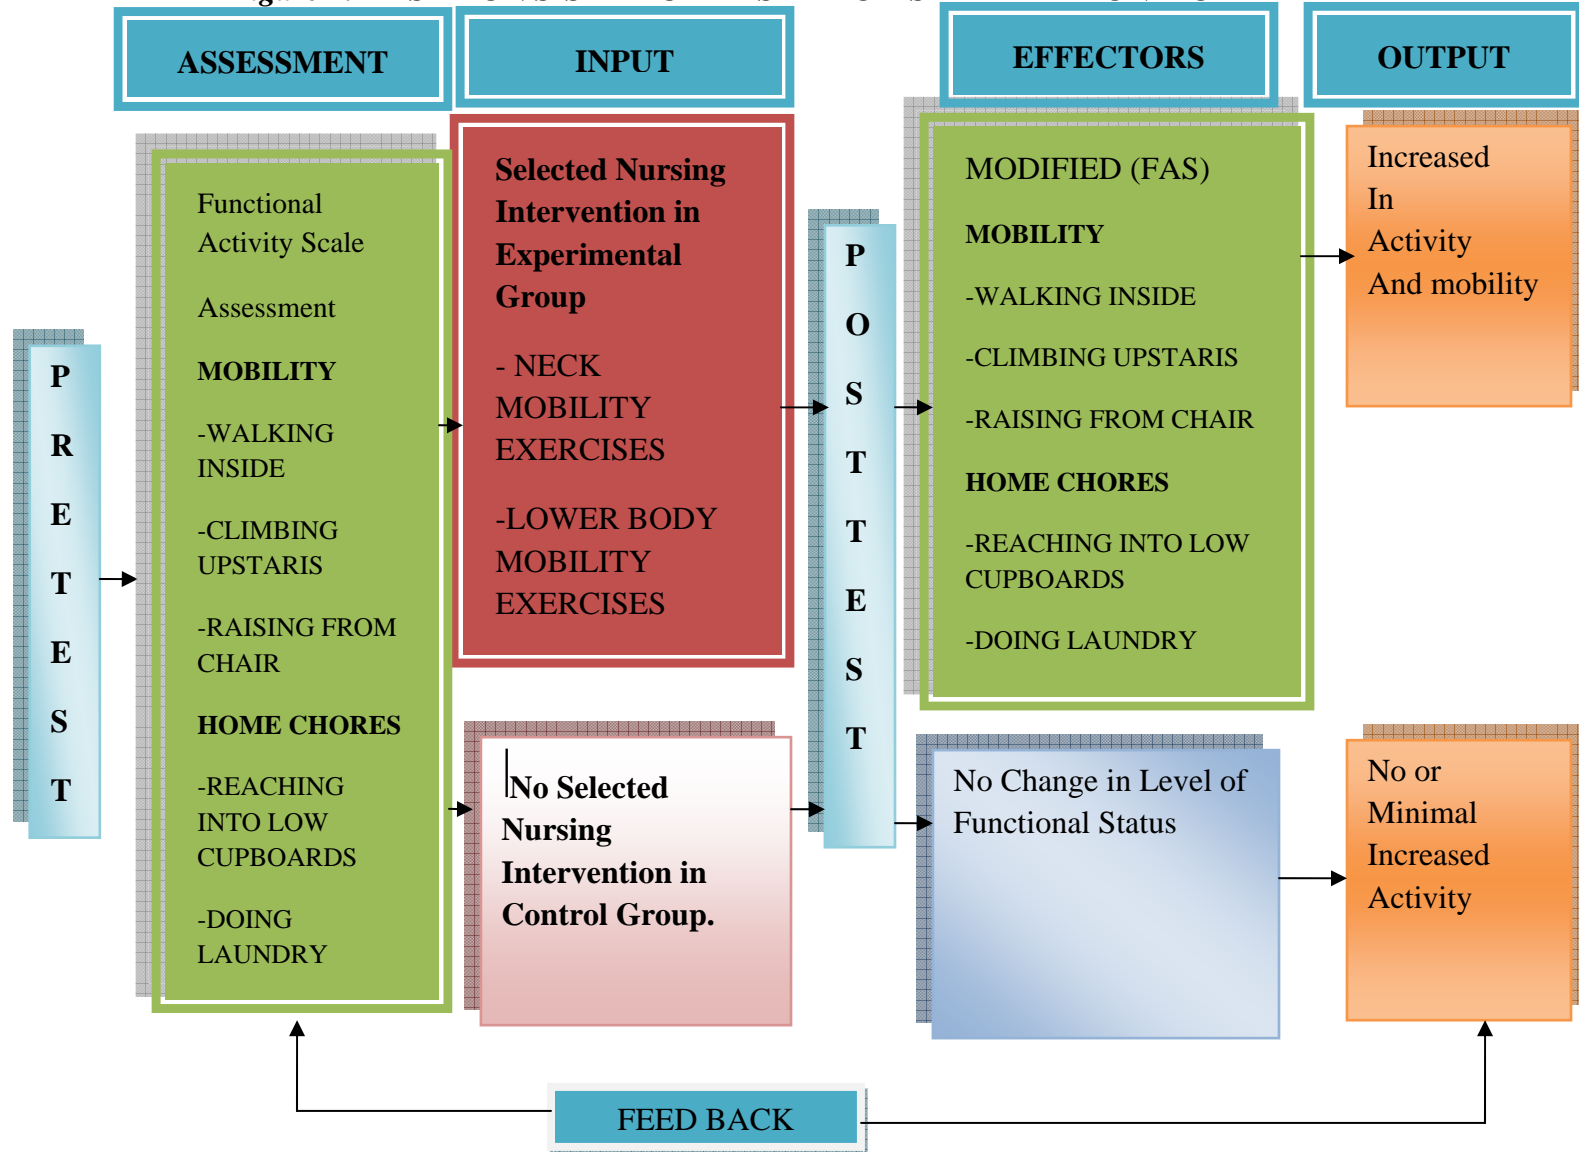 ASSESSMENT
INPUT
EFFECTORS
OUTPUT
P
R
E
T
E
S
T
Functional
Activity Scale
Assessment
MOBILITY
-WALKING
INSIDE
-CLIMBING
UPSTARIS
-RAISING FROM
CHAIR
HOME CHORES
-REACHING
INTO LOW
CUPBOARDS
-DOING
LAUNDRY
Selected Nursing
Intervention in
Experimental
Group
- NECK
MOBILITY
EXERCISES
-LOWER BODY
MOBILITY
EXERCISES
No Selected
Nursing
Intervention in
Control Group.
P
O
S
T
T
E
S
T
MODIFIED (FAS)
MOBILITY
-WALKING INSIDE
-CLIMBING UPSTARIS
-RAISING FROM CHAIR
HOME CHORES
-REACHING INTO LOW
CUPBOARDS
-DOING LAUNDRY
No Change in Level of
Functional Status
Increased
In
Activity
And mobility
No or
Minimal
Increased
Activity
FEED BACK